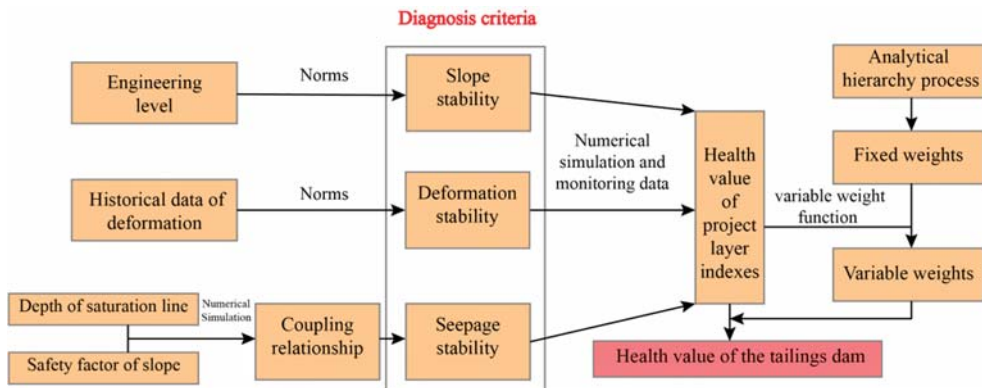 Diagnosis criteria
Engineering
level
Norms
Slope
stability
Historical data of
deformation
Norms
Deformation
stability
Depth of saturation line
Safety factor of slope
Numerical
Simulation
Coupling
relationship
Seepage
stability
Numerical
simulation and
monitoring data
Health
value
of
project
layer
indexes
Analytical
hierarchy process
Fixed weights
variable weight
function
Variable weights
Health value of the tailings dam